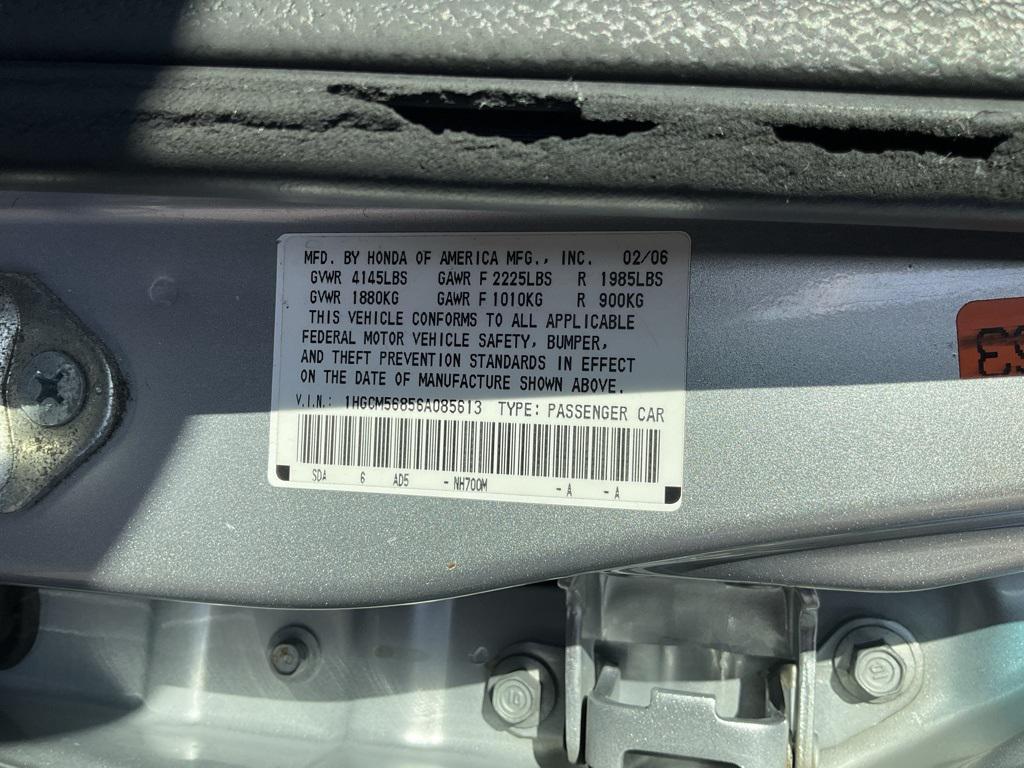 MFD. BY HONDA OF AMERICA MFG., INC. 02/06
GVWR 4145LBS GAWR F 2225LBS R 1985LBS
GVWR 1880KG GAWR F 1010KG R 900KG
THIS VEHICLE CONFORMS TO ALL APPLICABLE
FEDERAL MOTOR VEHICLE SAFETY, BUMPER,
AND THEFT PREVENTION STANDARDS IN EFFECT
ON THE DATE OF MANUFACTURE SHOWN ABOVE.
V.I.N.: 1HGCM56856A085613 TYPE: PASSENGER CAR
SDA 6 AD5 -NH700M -A -A